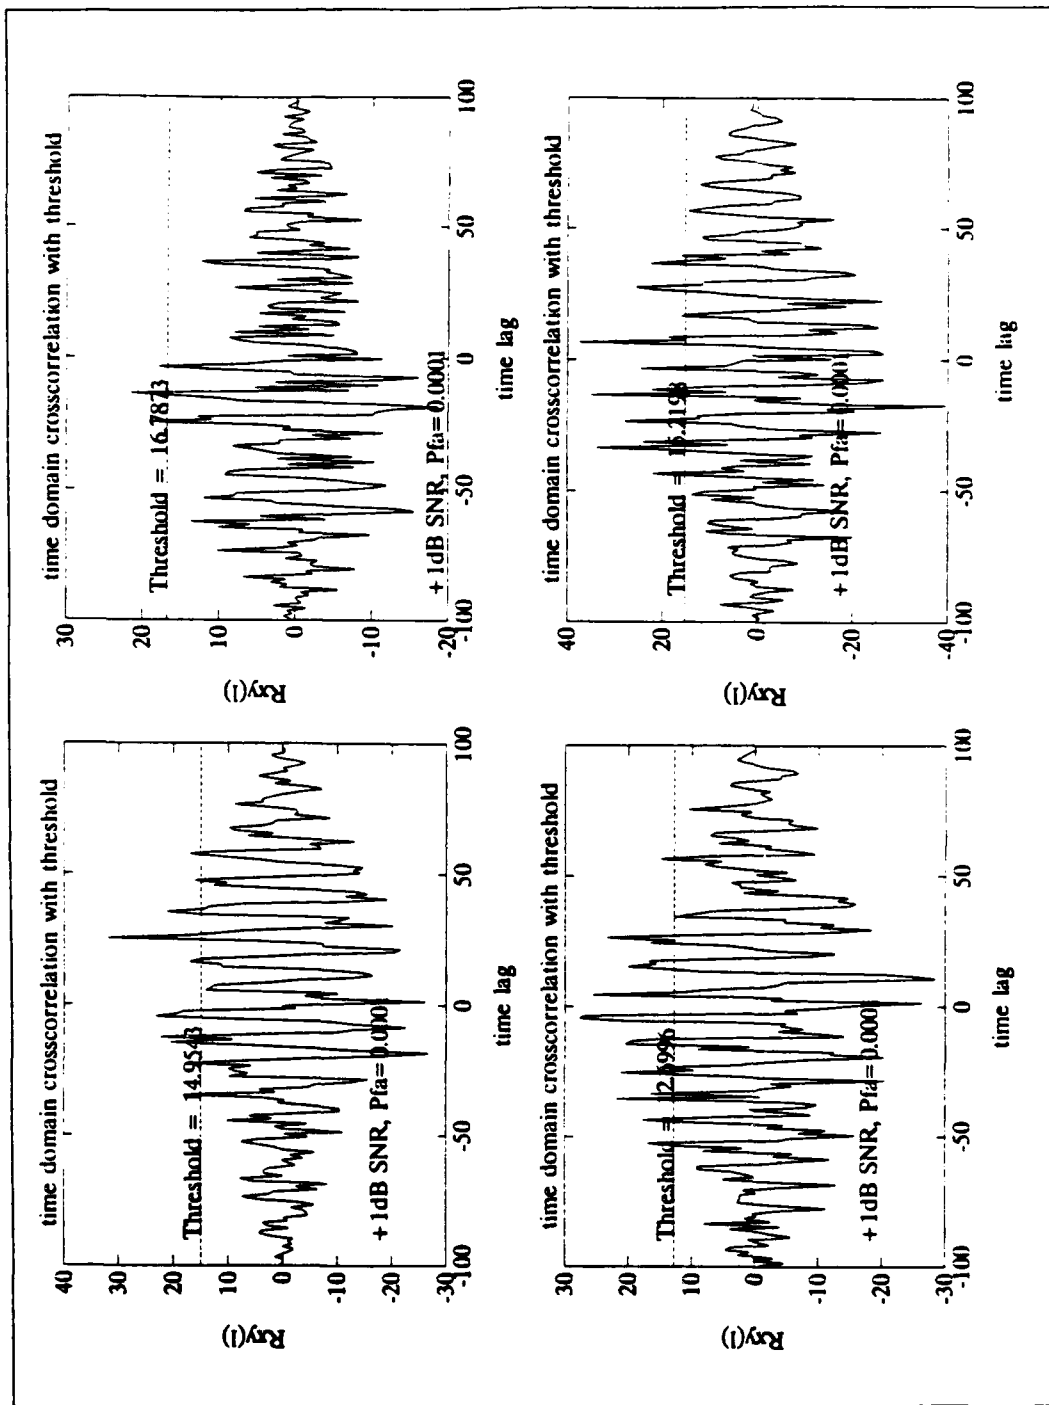 time domain crosscorrelation with threshold
40
30
20
10
0
-10
-20
-30
-100
-50
0
50
100
Rxy(l)
time lag
Threshold = 14.9543
+1dB SNR, Pfa=0.0001
time domain crosscorrelation with threshold
30
20
10
0
-10
-20
-100
-50
0
50
100
Rxy(l)
time lag
Threshold = 16.7873
+1dB SNR, Pfa=0.0001
time domain crosscorrelation with threshold
30
20
10
0
-10
-20
-30
-100
-50
0
50
100
Rxy(l)
time lag
Threshold =
+1dB SNR, Pfa=0.0001
time domain crosscorrelation with threshold
40
20
0
-20
-40
-100
-50
0
50
100
Rxy(l)
time lag
Threshold = 15.2198
+1dB SNR, Pfa=0.0001